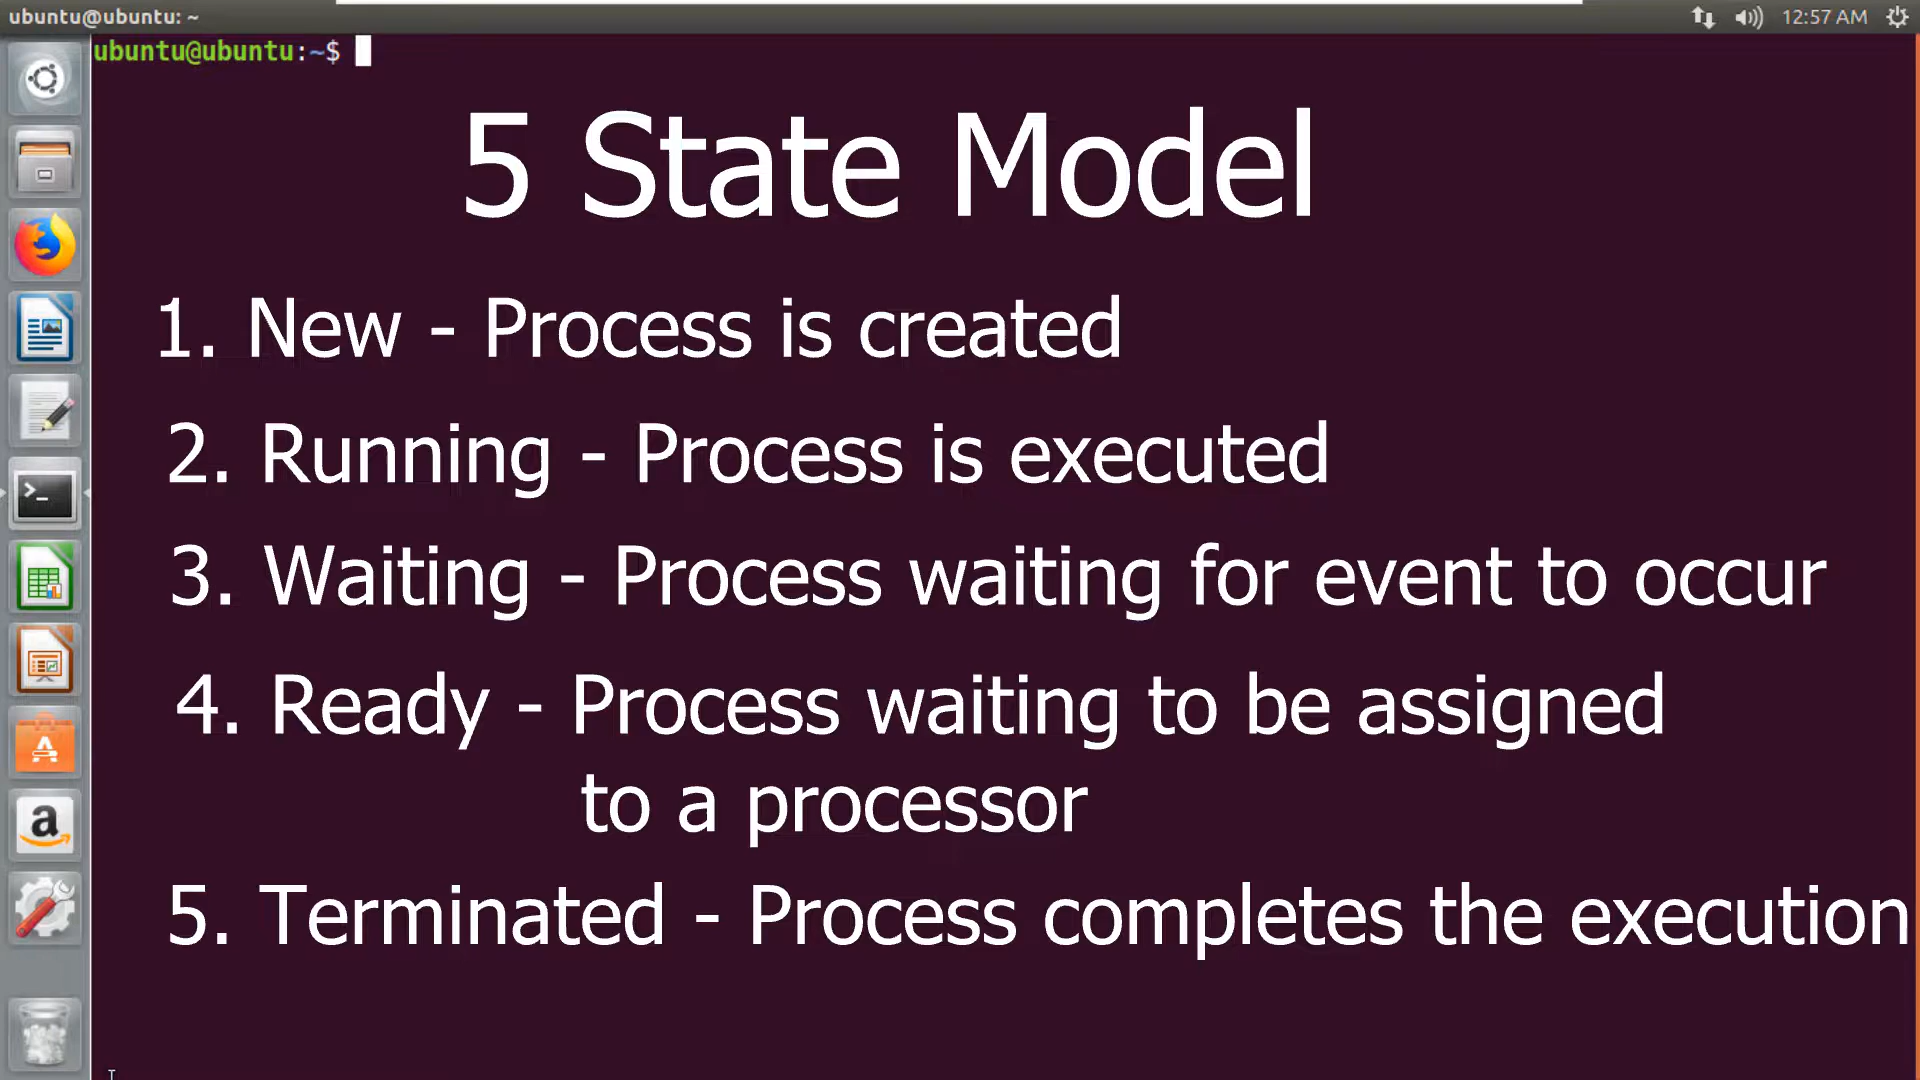 ubuntu@ubuntu: ~
12:57 AM
ubuntu@ubuntu:~$
5 State Model
1. New - Process is created
2. Running - Process is executed
3. Waiting - Process waiting for event to occur
4. Ready - Process waiting to be assigned
to a processor
5. Terminated - Process completes the execution